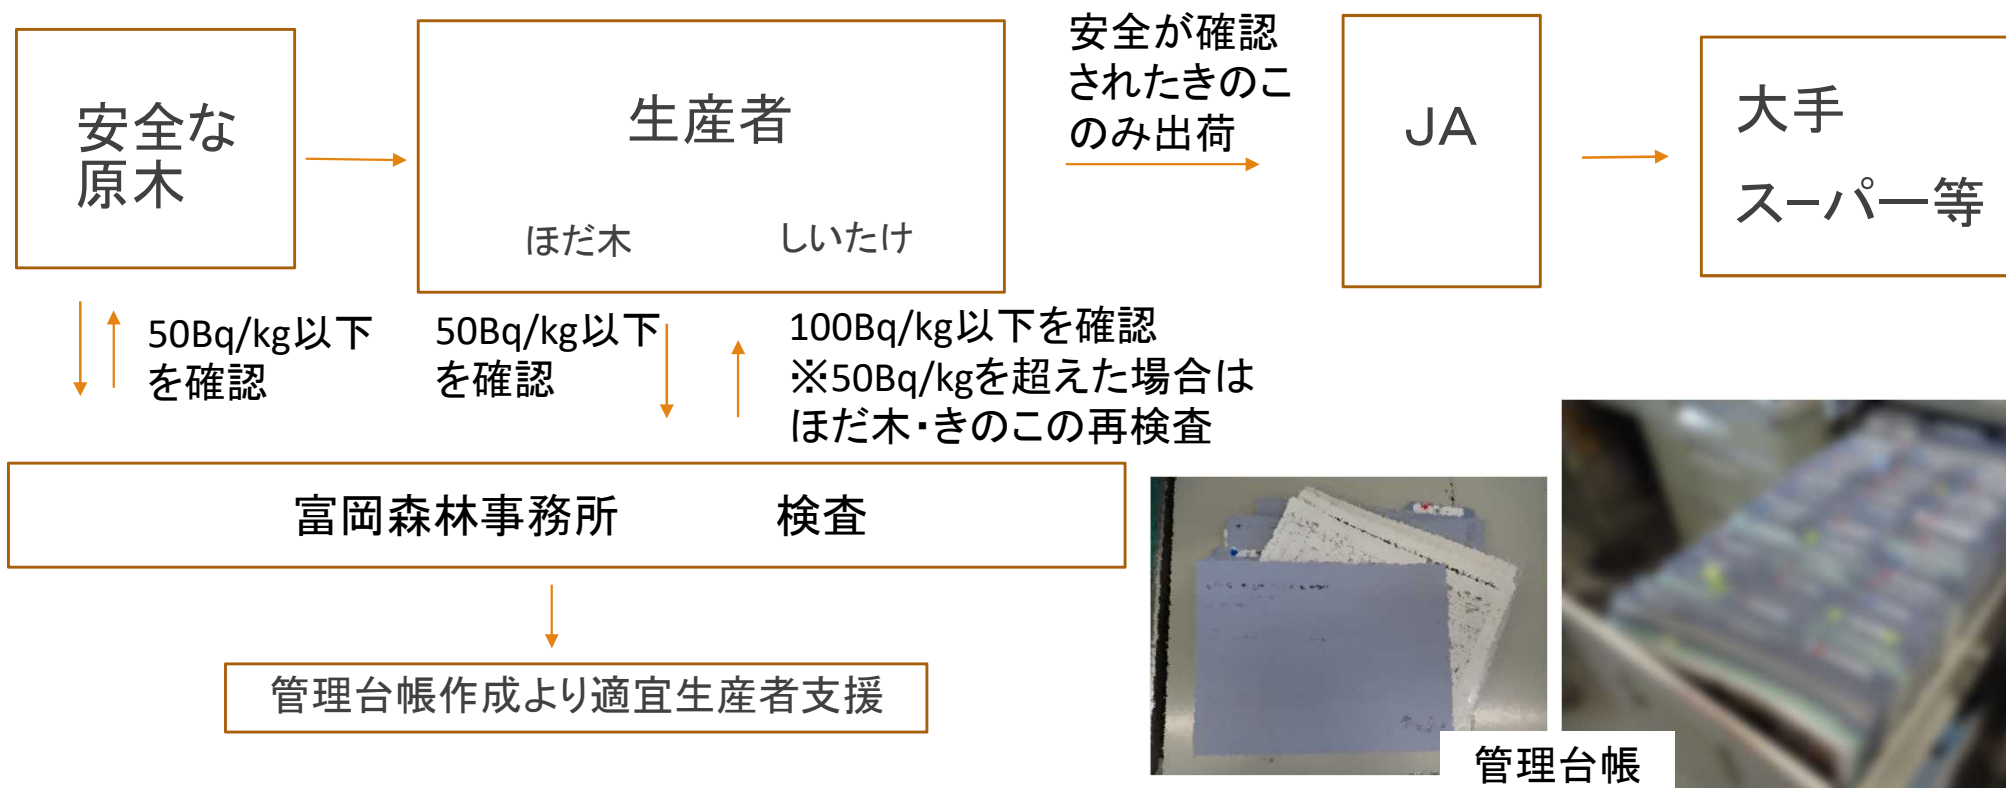 安全な
原木
生産者
ほだ木 しいたけ
安全が確認
されたきのこ
のみ出荷
JA
大手
スーパー等
50Bq/kg以下
を確認
50Bq/kg以下
を確認
100Bq/kg以下を確認
※50Bq/kgを超えた場合は
ほだ木・きのこの再検査
富岡森林事務所 検査
管理台帳作成より適宜生産者支援
管理台帳